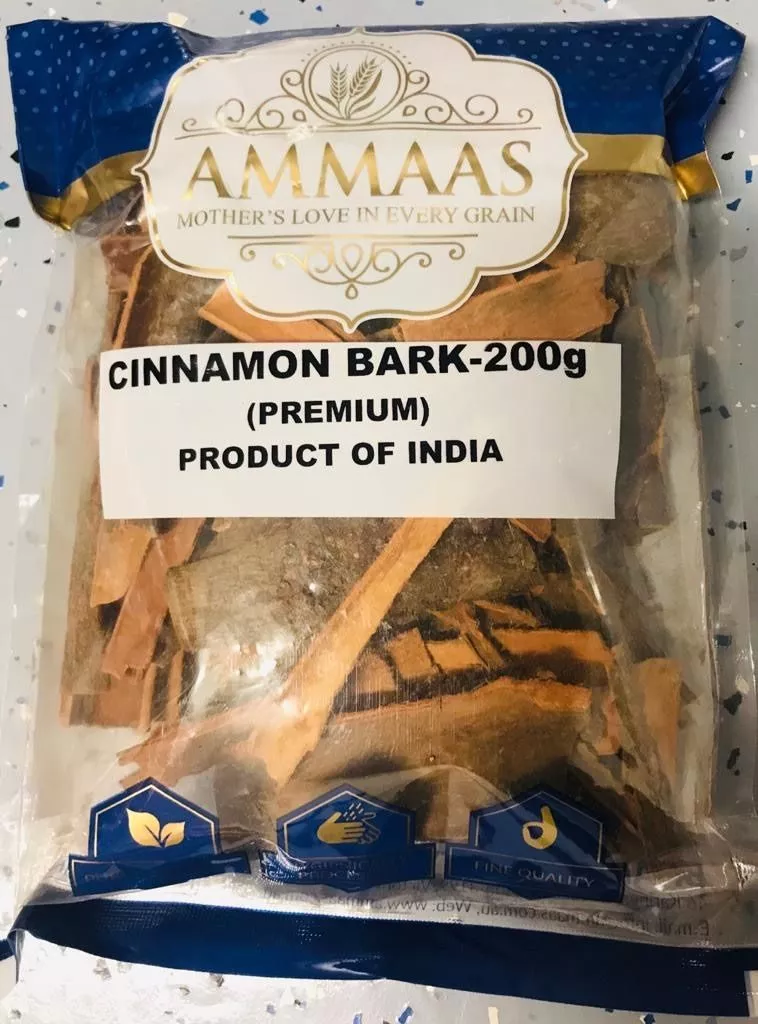 AMMAAS
MOTHER'S LOVE IN EVERY GRAIN
CINNAMON BARK-200g
(PREMIUM)
PRODUCT OF INDIA
FINE QUALITY